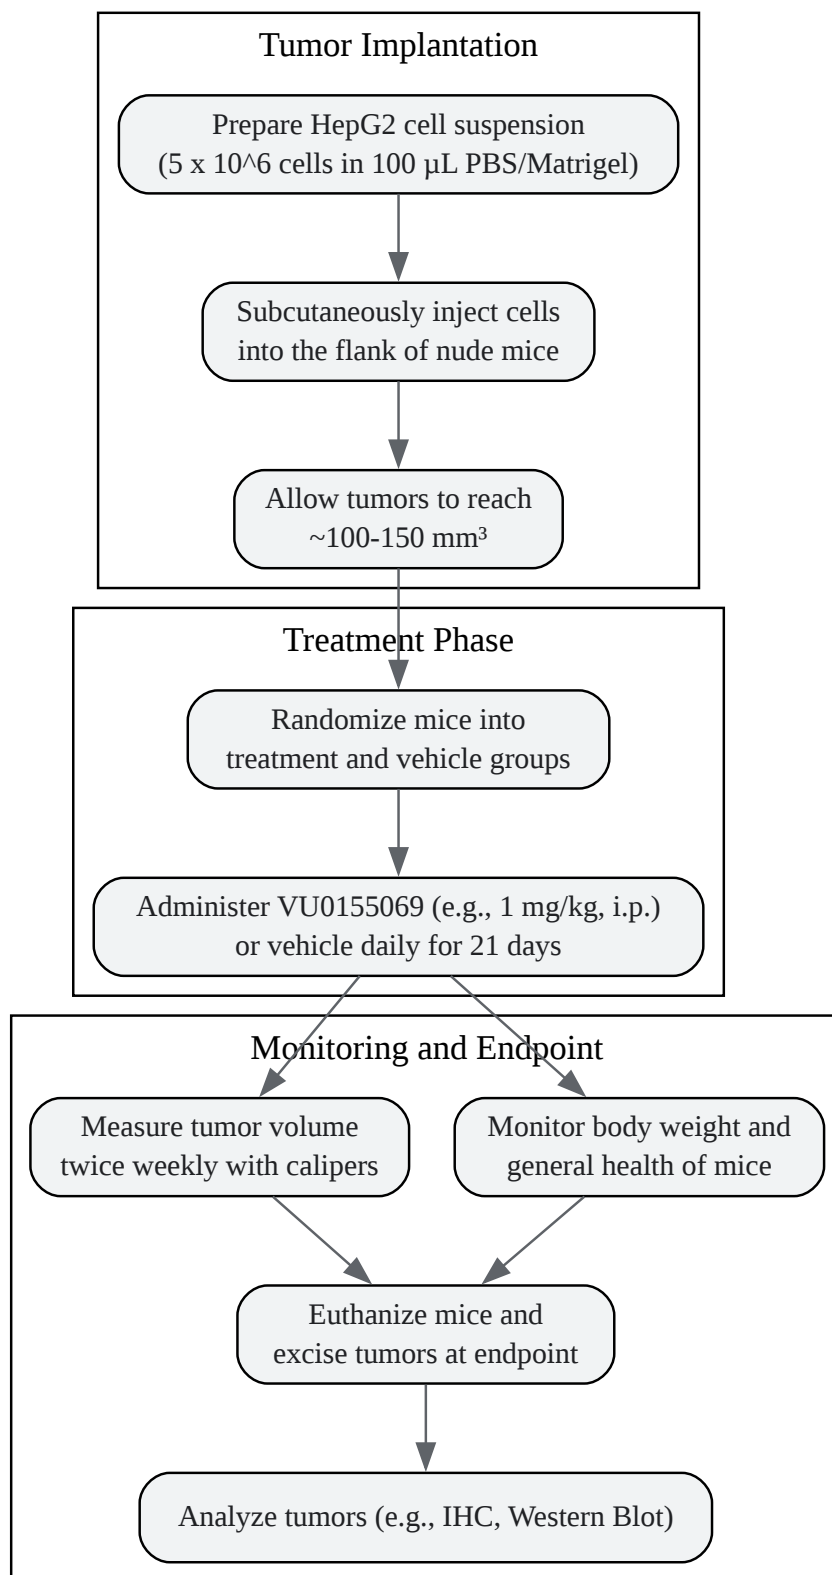 Tumor Implantation
Prepare HepG2 cell suspension
(5 x 10^6 cells in 100 µL PBS/Matrigel)
Subcutaneously inject cells
into the flank of nude mice
Allow tumors to reach
~100-150 mm³
Treatment Phase
Randomize mice into
treatment and vehicle groups
Administer VU0155069 (e.g., 1 mg/kg, i.p.)
or vehicle daily for 21 days
Monitoring and Endpoint
Measure tumor volume
twice weekly with calipers
Monitor body weight and
general health of mice
Euthanize mice and
excise tumors at endpoint
Analyze tumors (e.g., IHC, Western Blot)